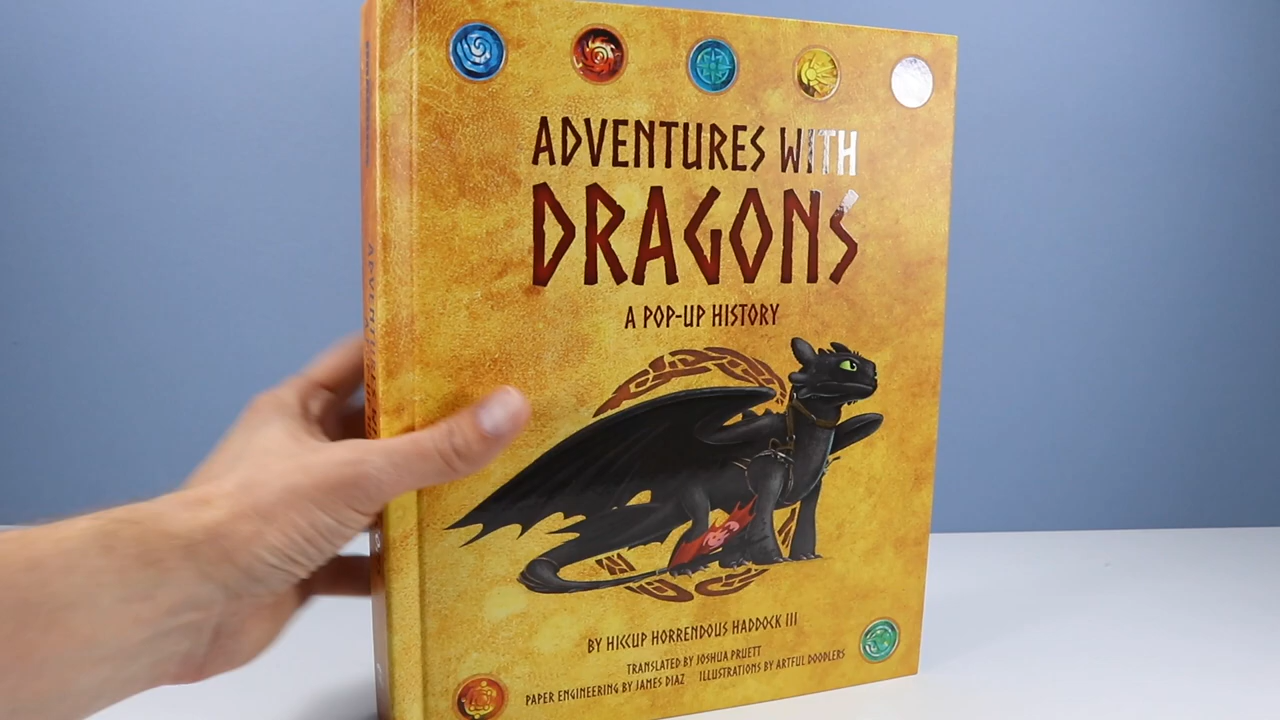 ADVENTURES WITH
DRAGONS
A POP-UP HISTORY
BY HICCUP HORRENDOUS HADDOCK III
TRANSLATED BY JOSHUA PRUETT
PAPER ENGINEERING BY JAMES DIAZ ILLUSTRATIONS BY ARTFUL DOODLERS